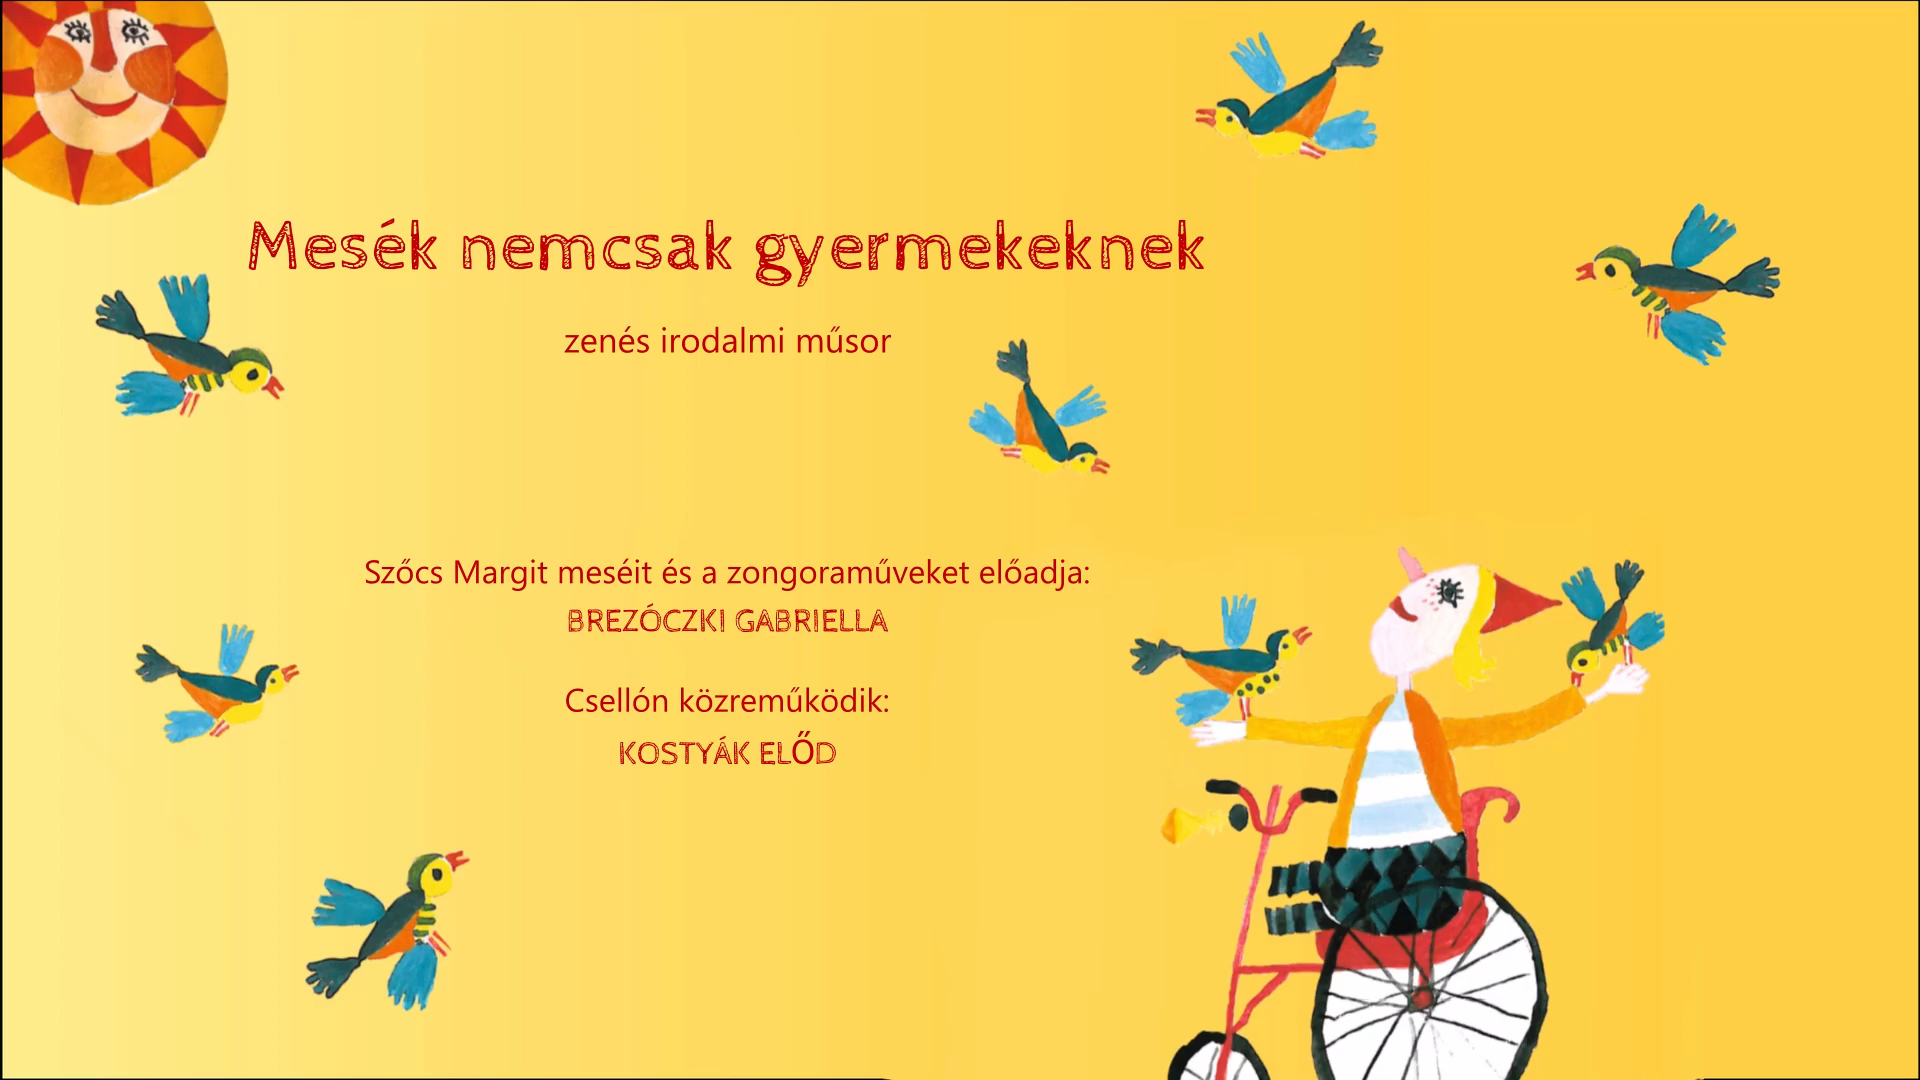 Mesék nemcsak gyermekeknek
zenés irodalmi műsor
Szőcs Margit meséit és a zongoraműveket előadja:
BREZÓCZKI GABRIELLA
Csellón közreműködik:
KOSTYÁK ELŐD